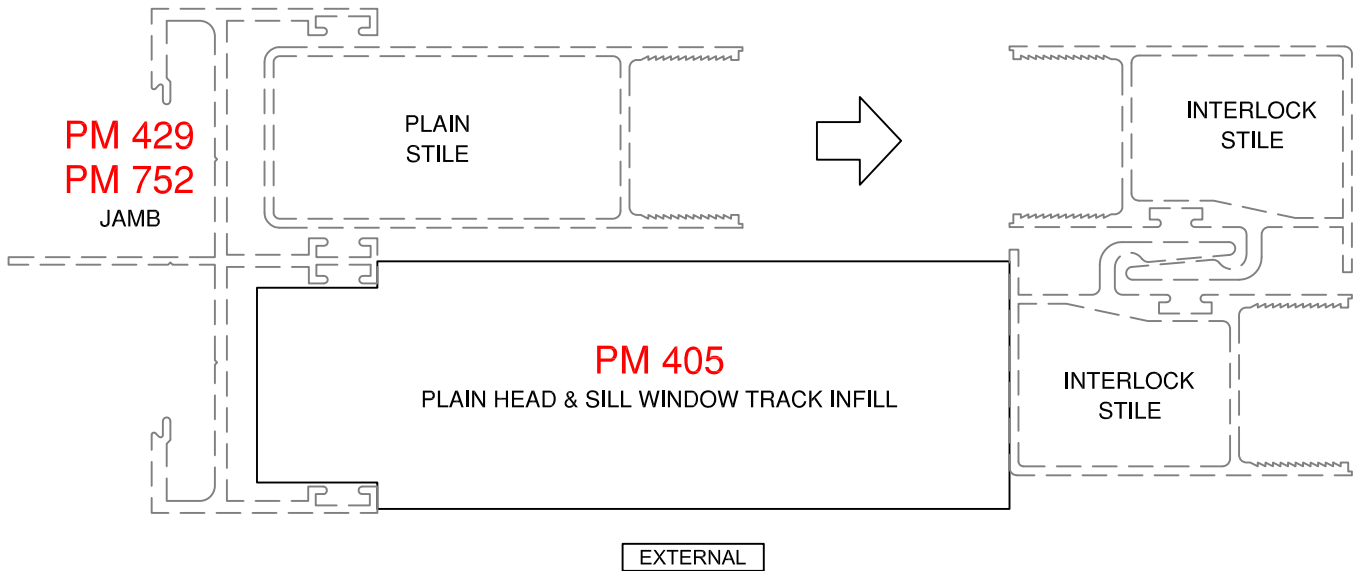 PM 429
PM 752
JAMB
PLAIN
STILE
INTERLOCK
STILE
PM 405
PLAIN HEAD & SILL WINDOW TRACK INFILL
INTERLOCK
STILE
EXTERNAL